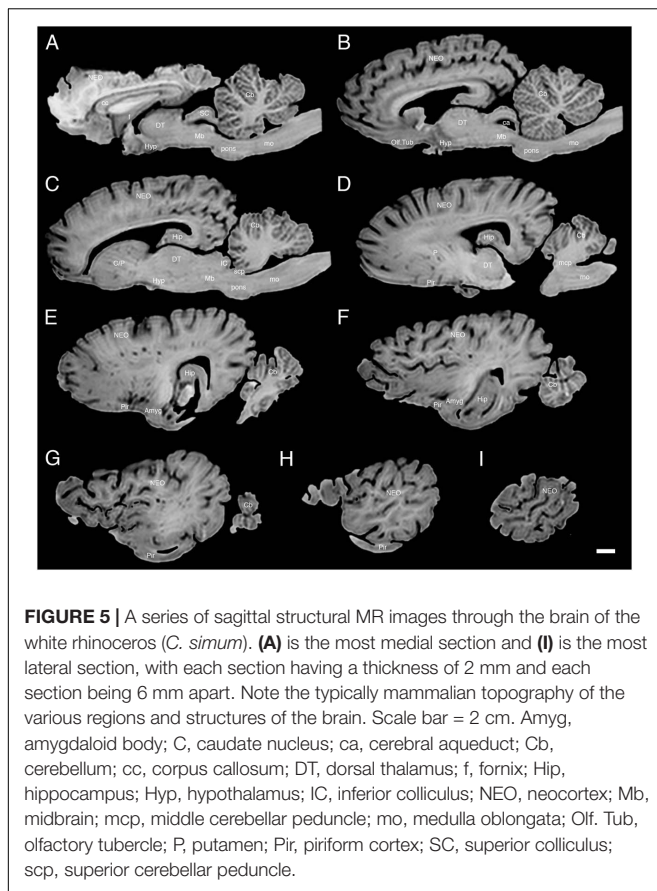 A
B
NEO
cc
f
DT
SC
Cb
Hyp
Mb
pons
mo
NEO
Cb
DT
ca
Olf.Tub
Hyp
Mb
pons
mo
C
D
NEO
Hip
Cb
C/P
DT
IC
scp
Hyp
Mb
pons
mo
NEO
Hip
Cb
P
DT
mcp
Pir
mo
E
F
NEO
Hip
Cb
Pir
Amyg
NEO
Cb
Pir
Amyg
Hip
G
H
I
NEO
Cb
Pir
NEO
Pir
NEO
FIGURE 5 | A series of sagittal structural MR images through the brain of the
white rhinoceros (C. simum). (A) is the most medial section and (I) is the most
lateral section, with each section having a thickness of 2 mm and each
section being 6 mm apart. Note the typically mammalian topography of the
various regions and structures of the brain. Scale bar = 2 cm. Amyg,
amygdaloid body; C, caudate nucleus; ca, cerebral aqueduct; Cb,
cerebellum; cc, corpus callosum; DT, dorsal thalamus; f, fornix; Hip,
hippocampus; Hyp, hypothalamus; IC, inferior colliculus; NEO, neocortex; Mb,
midbrain; mcp, middle cerebellar peduncle; mo, medulla oblongata; Olf. Tub,
olfactory tubercle; P, putamen; Pir, piriform cortex; SC, superior colliculus;
scp, superior cerebellar peduncle.